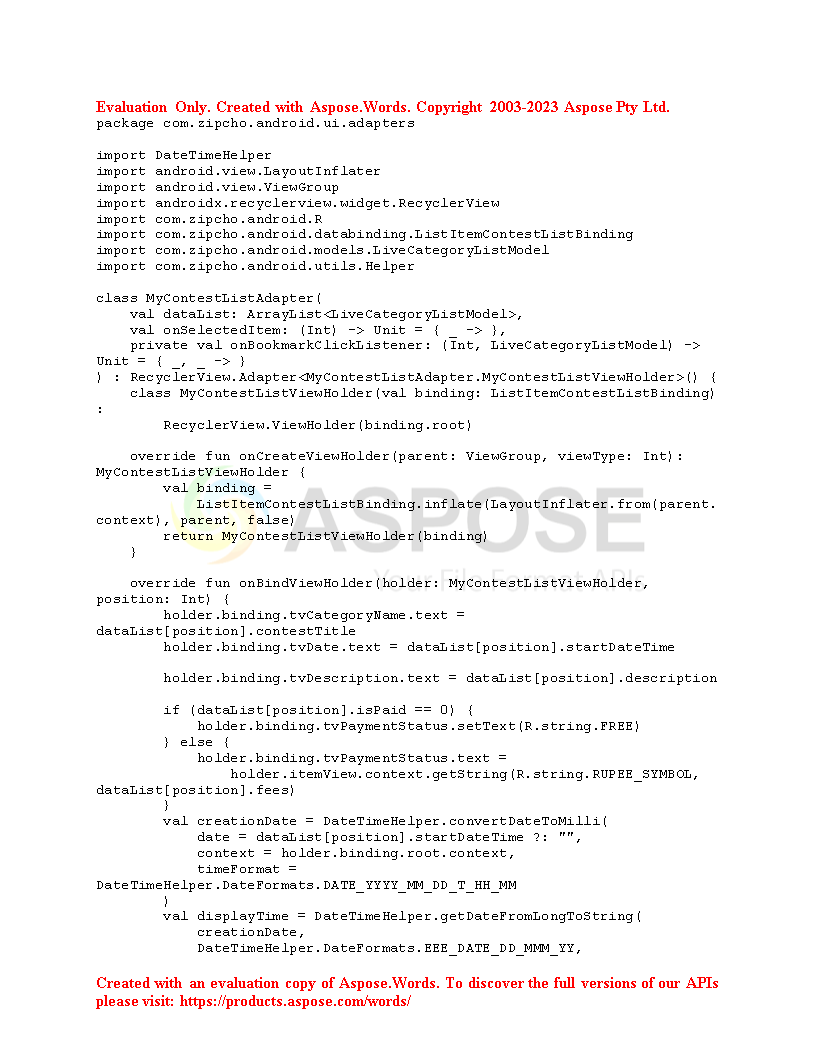 Evaluation Only. Created with Aspose.Words. Copyright 2003-2023 Aspose Pty Ltd.
package com.zipcho.android.ui.adapters

import DateTimeHelper
import android.view.LayoutInflater
import android.view.ViewGroup
import androidx.recyclerview.widget.RecyclerView
import com.zipcho.android.R
import com.zipcho.android.databinding.ListItemContestListBinding
import com.zipcho.android.models.LiveCategoryListModel
import com.zipcho.android.utils.Helper

class MyContestListAdapter(
    val dataList: ArrayList<LiveCategoryListModel>,
    val onSelectedItem: (Int) -> Unit = { _ -> },
    private val onBookmarkClickListener: (Int, LiveCategoryListModel) ->
Unit = { _, _ -> }
) : RecyclerView.Adapter<MyContestListAdapter.MyContestListViewHolder>() {
    class MyContestListViewHolder(val binding: ListItemContestListBinding)
:
        RecyclerView.ViewHolder(binding.root)

    override fun onCreateViewHolder(parent: ViewGroup, viewType: Int):
MyContestListViewHolder {
        val binding =
            ListItemContestListBinding.inflate(LayoutInflater.from(parent.
context), parent, false)
        return MyContestListViewHolder(binding)
    }
ASPOSE
Your File Format APIs

    override fun onBindViewHolder(holder: MyContestListViewHolder,
position: Int) {
        holder.binding.tvCategoryName.text =
dataList[position].contestTitle
        holder.binding.tvDate.text = dataList[position].startDateTime

        holder.binding.tvDescription.text = dataList[position].description

        if (dataList[position].isPaid == 0) {
            holder.binding.tvPaymentStatus.setText(R.string.FREE)
        } else {
            holder.binding.tvPaymentStatus.text =
                holder.itemView.context.getString(R.string.RUPEE_SYMBOL,
dataList[position].fees)
        }
        val creationDate = DateTimeHelper.convertDateToMilli(
            date = dataList[position].startDateTime ?: "",
            context = holder.binding.root.context,
            timeFormat =
DateTimeHelper.DateFormats.DATE_YYYY_MM_DD_T_HH_MM
        )
        val displayTime = DateTimeHelper.getDateFromLongToString(
            creationDate,
            DateTimeHelper.DateFormats.EEE_DATE_DD_MMM_YY,

Created with an evaluation copy of Aspose.Words. To discover the full versions of our APIs
please visit: https://products.aspose.com/words/